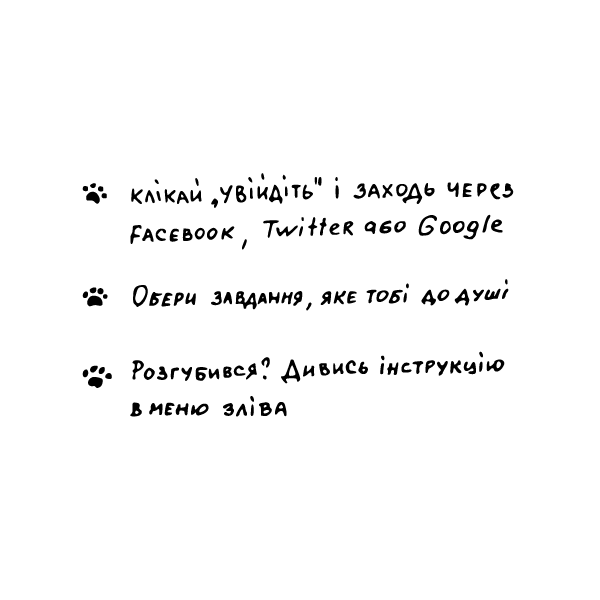 клікай „увійдіть" і заходь через
Facebook, Twitter або Google
Обери завдання, яке тобі до душі
Розгубився? Дивись інструкцію
в меню зліва